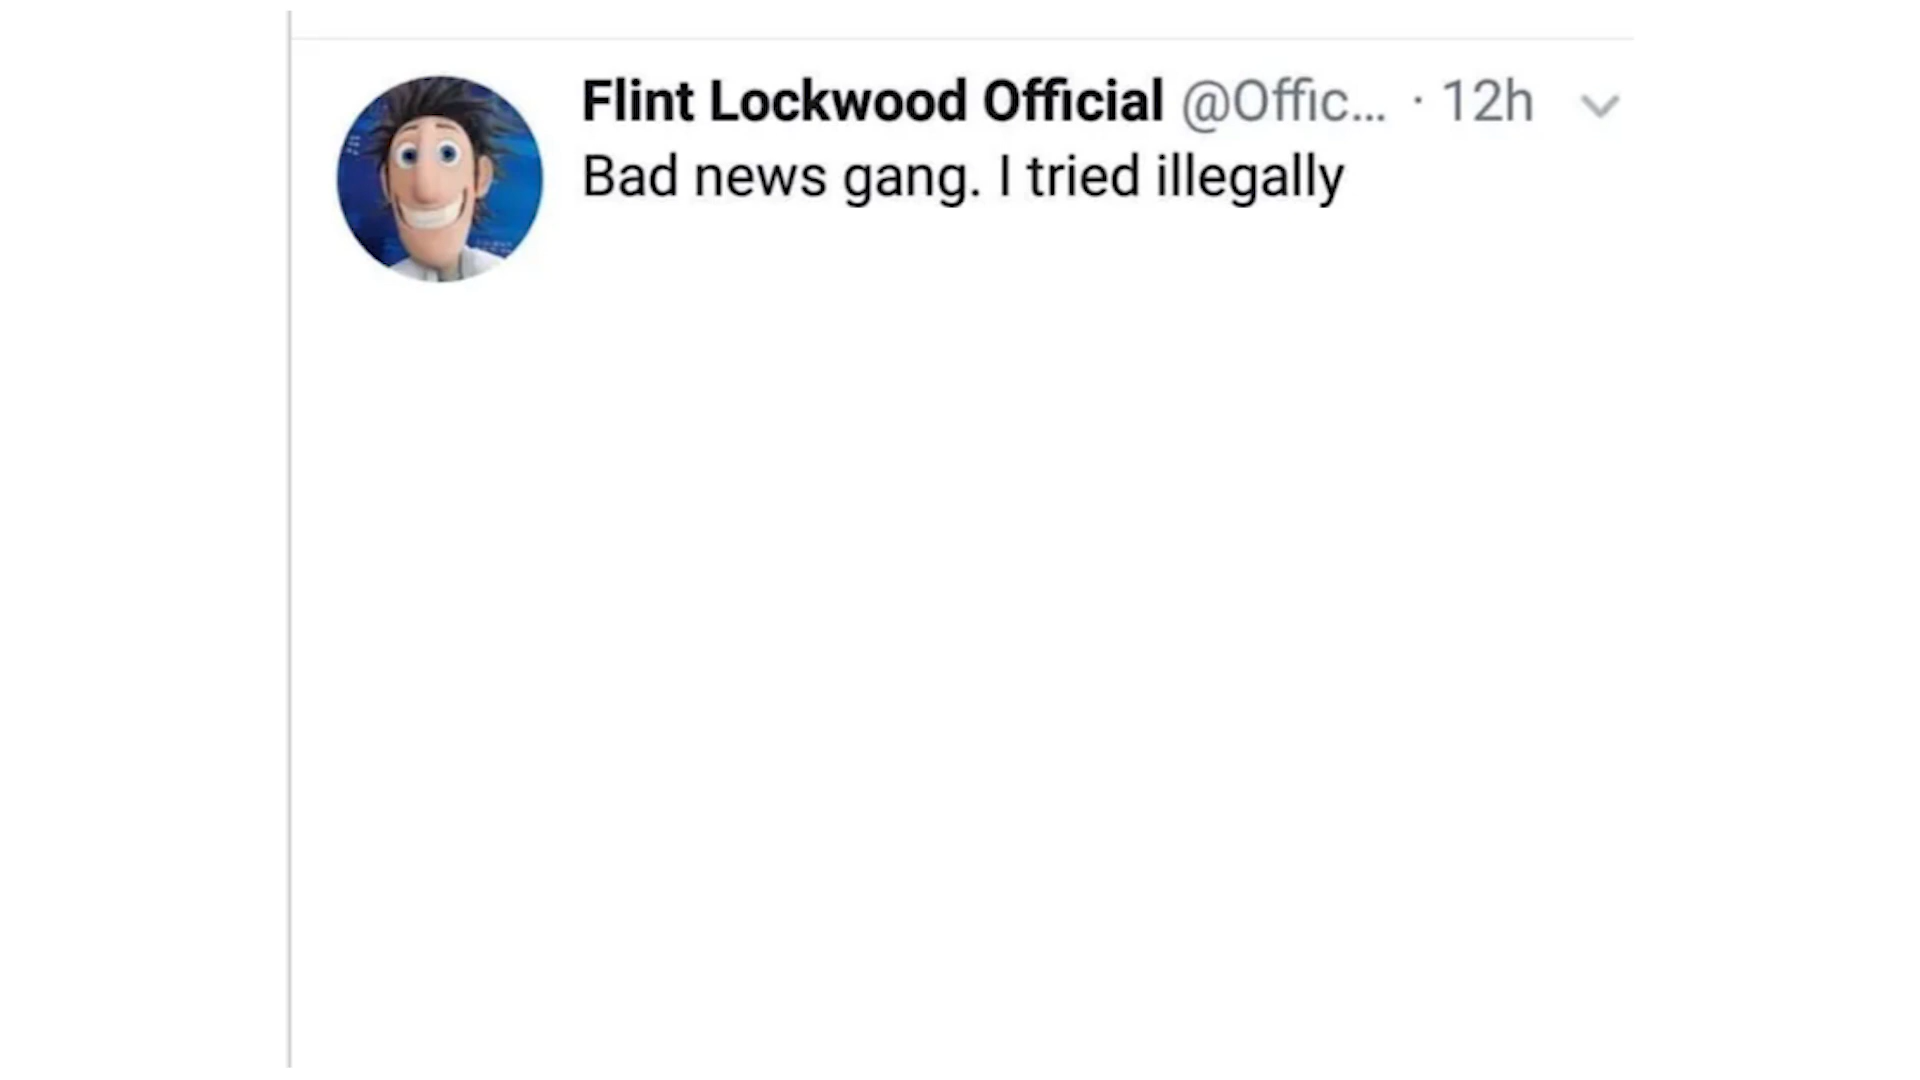 Flint Lockwood Official @Offic... · 12h
Bad news gang. I tried illegally